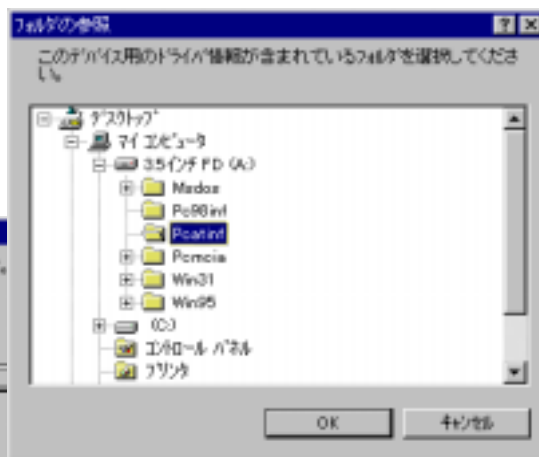 フォルダの参照
このデバイス用のドライバ情報が含まれているフォルダを選択してくださ
い。
デスクトップ
マイ コンピュータ
3.5インチ FD (A:)
Msdos
Pc98inf
Pcatinf
Pcmcia
Win31
Win95
(C:)
コントロール パネル
プリンタ
OK
キャンセル